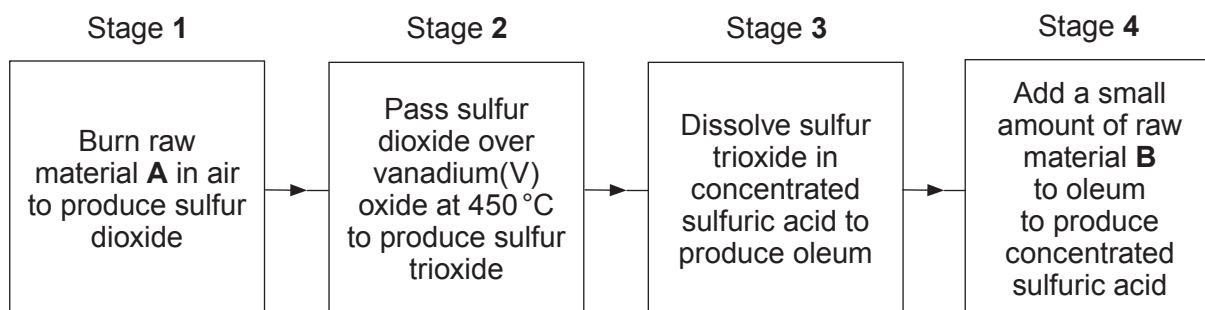 Stage 1
Burn raw
material A in air
to produce sulfur
dioxide
Stage 2
Pass sulfur
dioxide over
vanadium(V)
oxide at 450 °C
to produce sulfur
trioxide
Stage 3
Dissolve sulfur
trioxide in
concentrated
sulfuric acid to
produce oleum
Stage 4
Add a small
amount of raw
material B
to oleum
to produce
concentrated
sulfuric acid